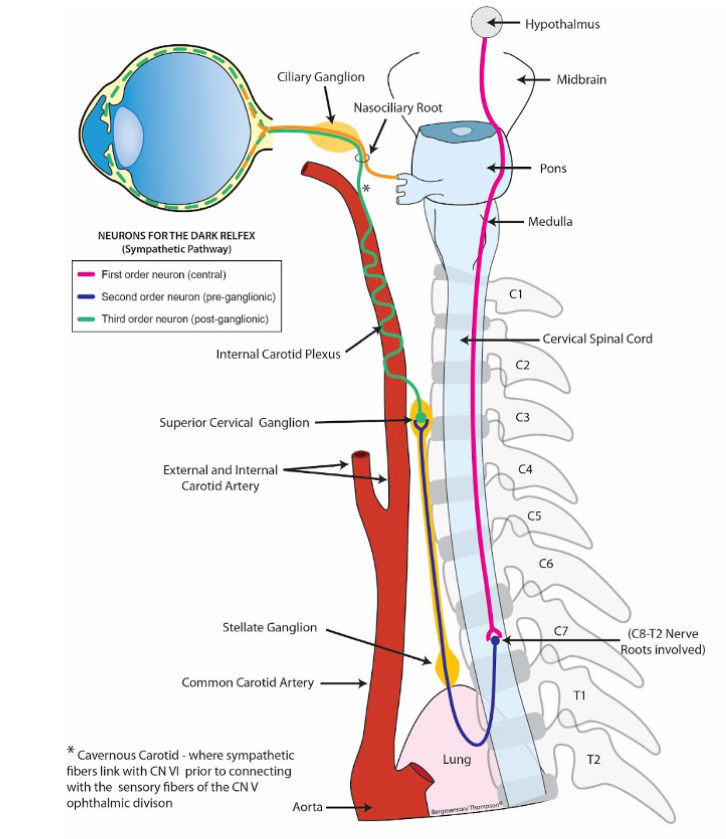 Hypothalmus
Ciliary Ganglion
Midbrain
Nasociliary Root
Pons
*
Medulla
NEURONS FOR THE DARK RELFEX
(Sympathetic Pathway)
First order neuron (central)
Second order neuron (pre-ganglionic)
Third order neuron (post-ganglionic)
C1
Cervical Spinal Cord
Internal Carotid Plexus
C2
Superior Cervical Ganglion
C3
External and Internal
Carotid Artery
C4
C5
C6
Stellate Ganglion
C7
(C8-T2 Nerve
Roots involved)
Common Carotid Artery
T1
* Cavernous Carotid - where sympathetic
fibers link with CN VI prior to connecting
with the sensory fibers of the CN V
ophthalmic divison
Lung
T2
Aorta
Bergmanson/Thompson©